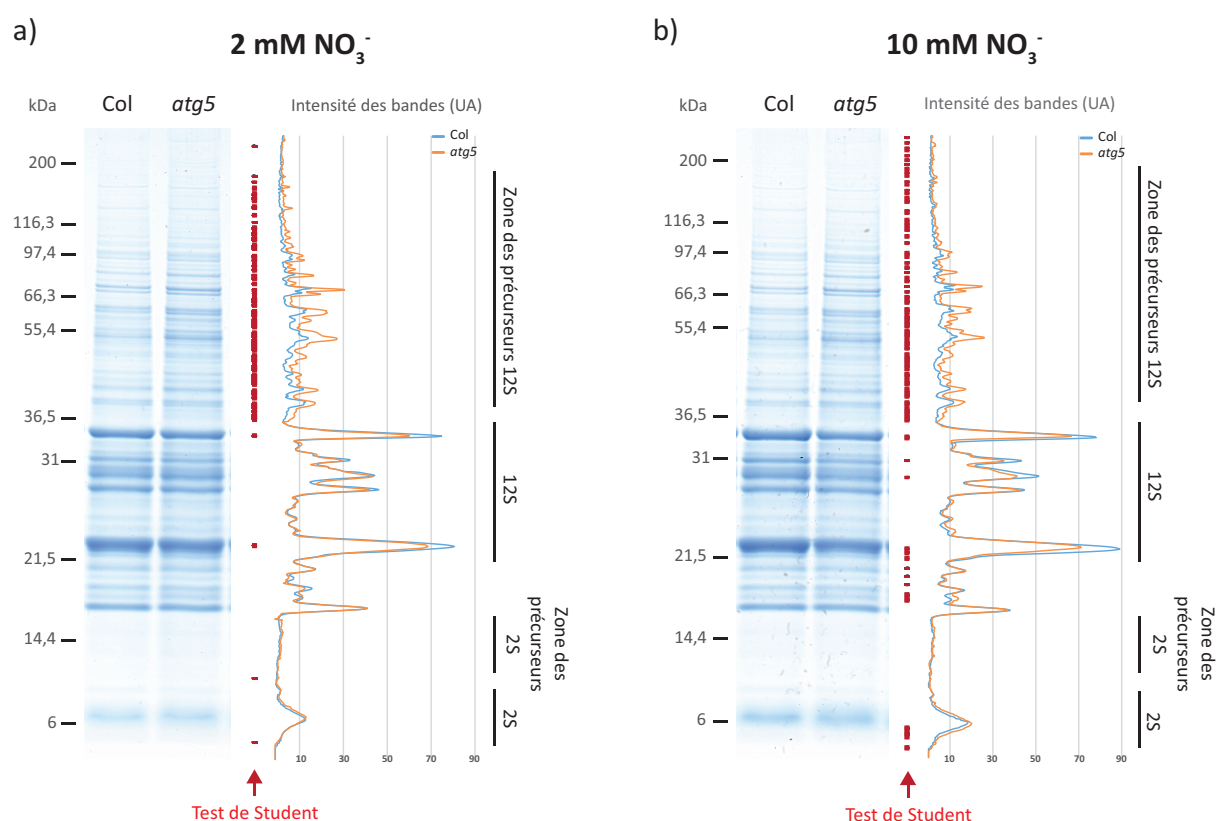 a)
2 mM NO3-
kDa
Col
atg5
Intensité des bandes (UA)
Col
atg5
200
116,3
97,4
66,3
55,4
36,5
31
21,5
14,4
6
Zone des précurseurs 12S
12S
Zone des
précurseurs
2S
2S
10 30 50 70 90
Test de Student
b)
10 mM NO3-
kDa
Col
atg5
Intensité des bandes (UA)
Col
atg5
200
116,3
97,4
66,3
55,4
36,5
31
21,5
14,4
6
Zone des précurseurs 12S
12S
Zone des
précurseurs
2S
2S
10 30 50 70 90
Test de Student